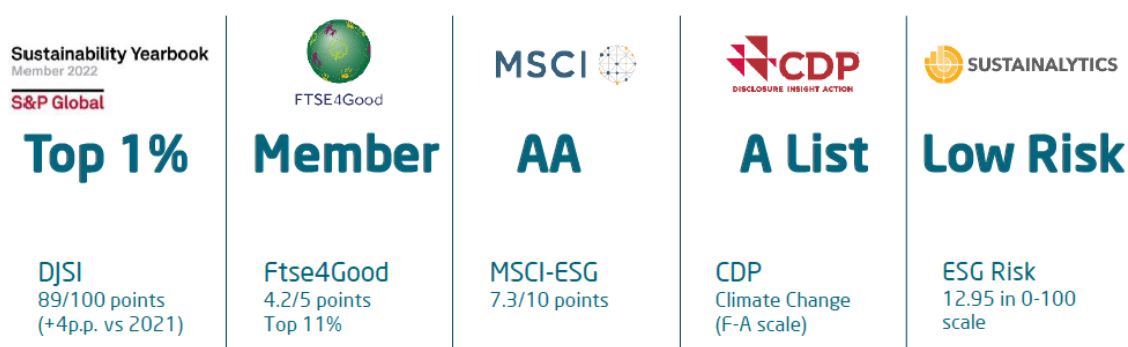 Sustainability Yearbook
Member 2022
S&P Global
Top 1%
DJSI
89/100 points
(+4p.p. vs 2021)
FTSE4Good
Member
Ftse4Good
4.2/5 points
Top 11%
MSCI
AA
MSCI-ESG
7.3/10 points
CDP
DISCLOSURE INSIGHT ACTION
A List
CDP
Climate Change
(F-A scale)
SUSTAINALYTICS
Low Risk
ESG Risk
12.95 in 0-100
scale